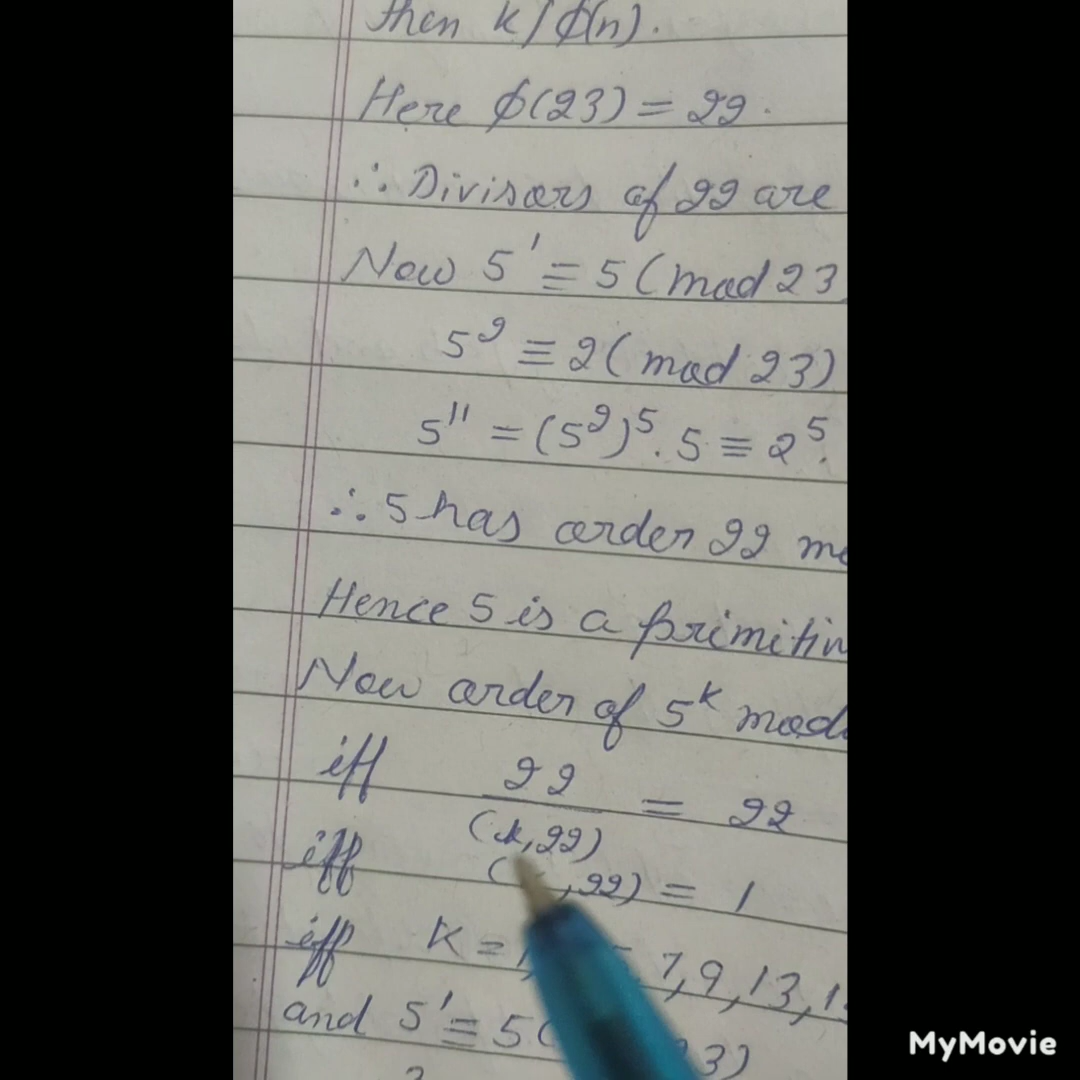 then k/ϕ(n).
Here ϕ(23) = 22.
∴ Divisors of 22 are
Now 5¹ ≡ 5 (mod 23
5² ≡ 2 (mod 23)
5¹¹ = (5²)⁵. 5 ≡ 2⁵.
∴ 5 has order 22
Hence 5 is a
Now order of 5ᵏ mod
iff 22/(k,22) = 22
iff ( ,22) = 1
iff K = 7, 9, 13,
and 5¹ ≡ 5 ( 3)
MyMovie